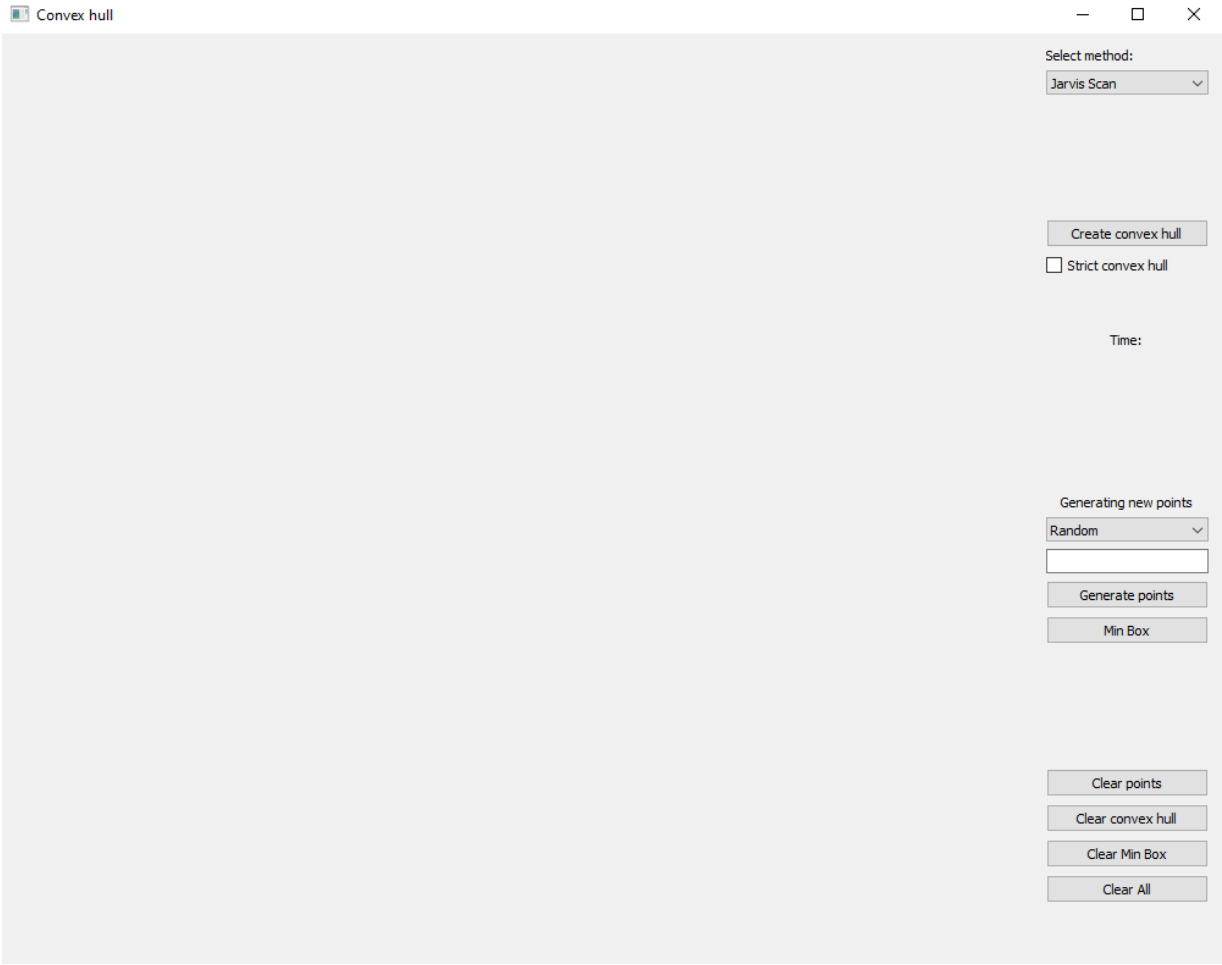 Convex hull
Select method:
Jarvis Scan
Create convex hull
Strict convex hull
Time:
Generating new points
Random
Generate points
Min Box
Clear points
Clear convex hull
Clear Min Box
Clear All